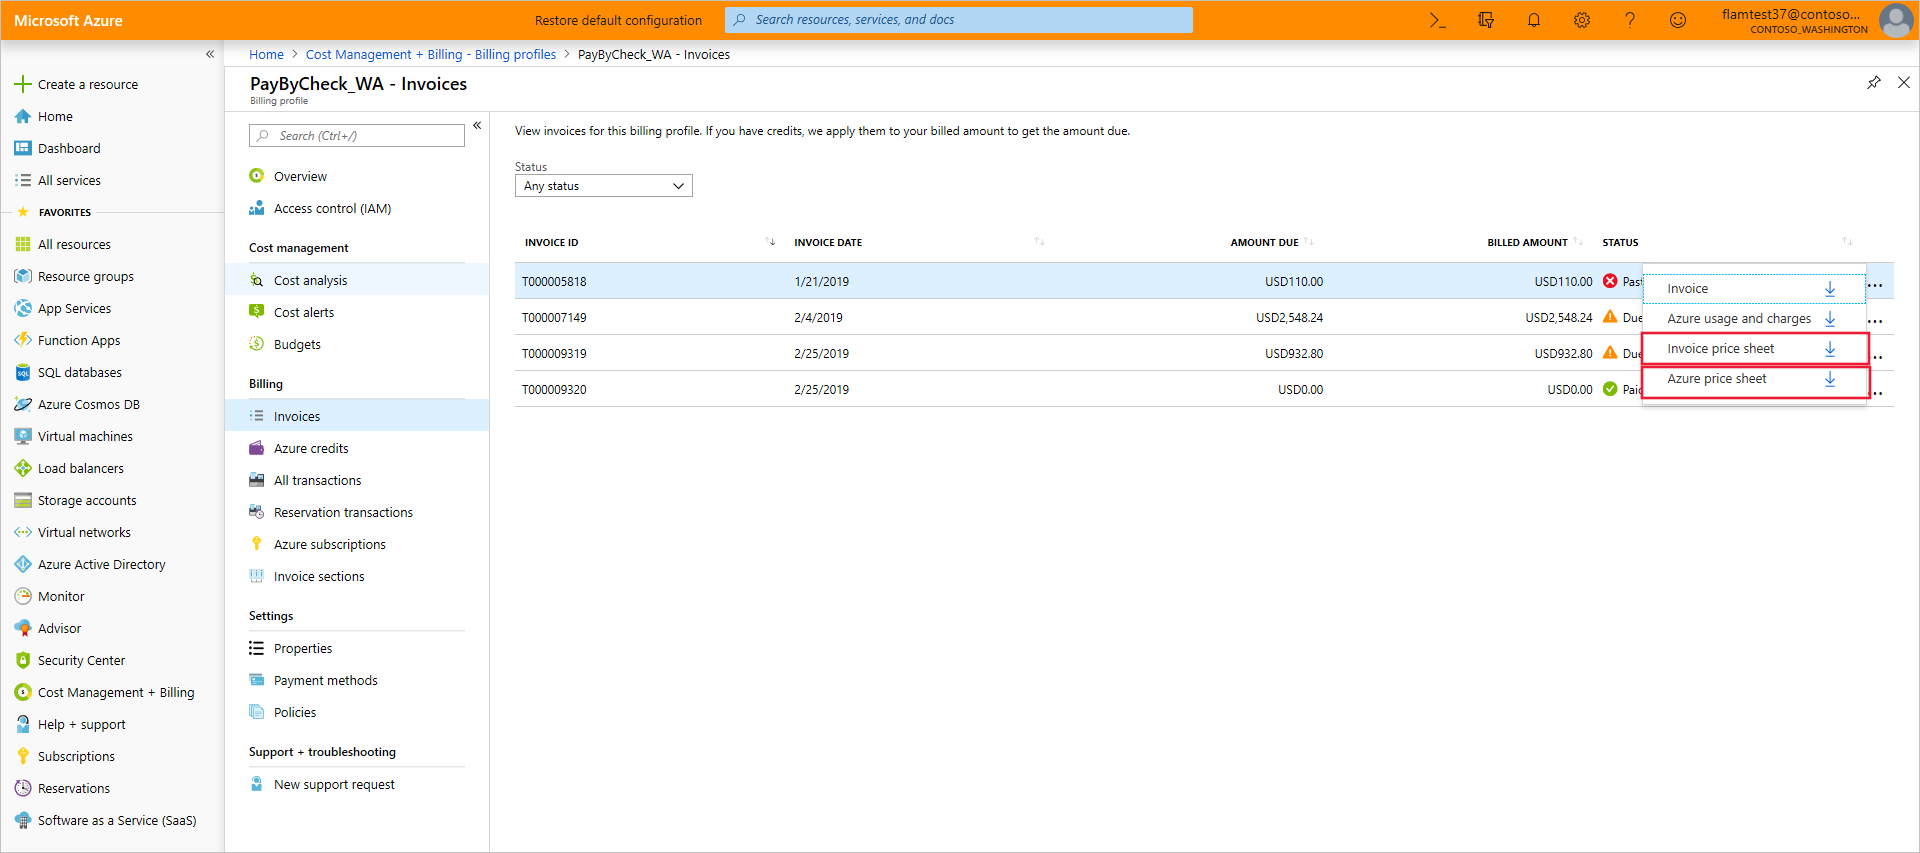 Microsoft Azure
Restore default configuration
Search resources, services, and docs
flamtest37@contoso...
CONTOSO_WASHINGTON
Create a resource
Home
Dashboard
All services
FAVORITES
All resources
Resource groups
App Services
Function Apps
SQL databases
Azure Cosmos DB
Virtual machines
Load balancers
Storage accounts
Virtual networks
Azure Active Directory
Monitor
Advisor
Security Center
Cost Management + Billing
Help + support
Subscriptions
Reservations
Software as a Service (SaaS)
Home > Cost Management + Billing - Billing profiles > PayByCheck_WA - Invoices
PayByCheck_WA - Invoices
Billing profile
Search (Ctrl+/)
Overview
Access control (IAM)
Cost management
Cost analysis
Cost alerts
Budgets
Billing
Invoices
Azure credits
All transactions
Reservation transactions
Azure subscriptions
Invoice sections
Settings
Properties
Payment methods
Policies
Support + troubleshooting
New support request
View invoices for this billing profile. If you have credits, we apply them to your billed amount to get the amount due.
Status
Any status
INVOICE ID INVOICE DATE AMOUNT DUE BILLED AMOUNT STATUS
T000005818 1/21/2019 USD110.00 USD110.00 Past
T000007149 2/4/2019 USD2,548.24 USD2,548.24 Due
T000009319 2/25/2019 USD932.80 USD932.80 Due
T000009320 2/25/2019 USD0.00 USD0.00 Paid
Invoice
Azure usage and charges
Invoice price sheet
Azure price sheet